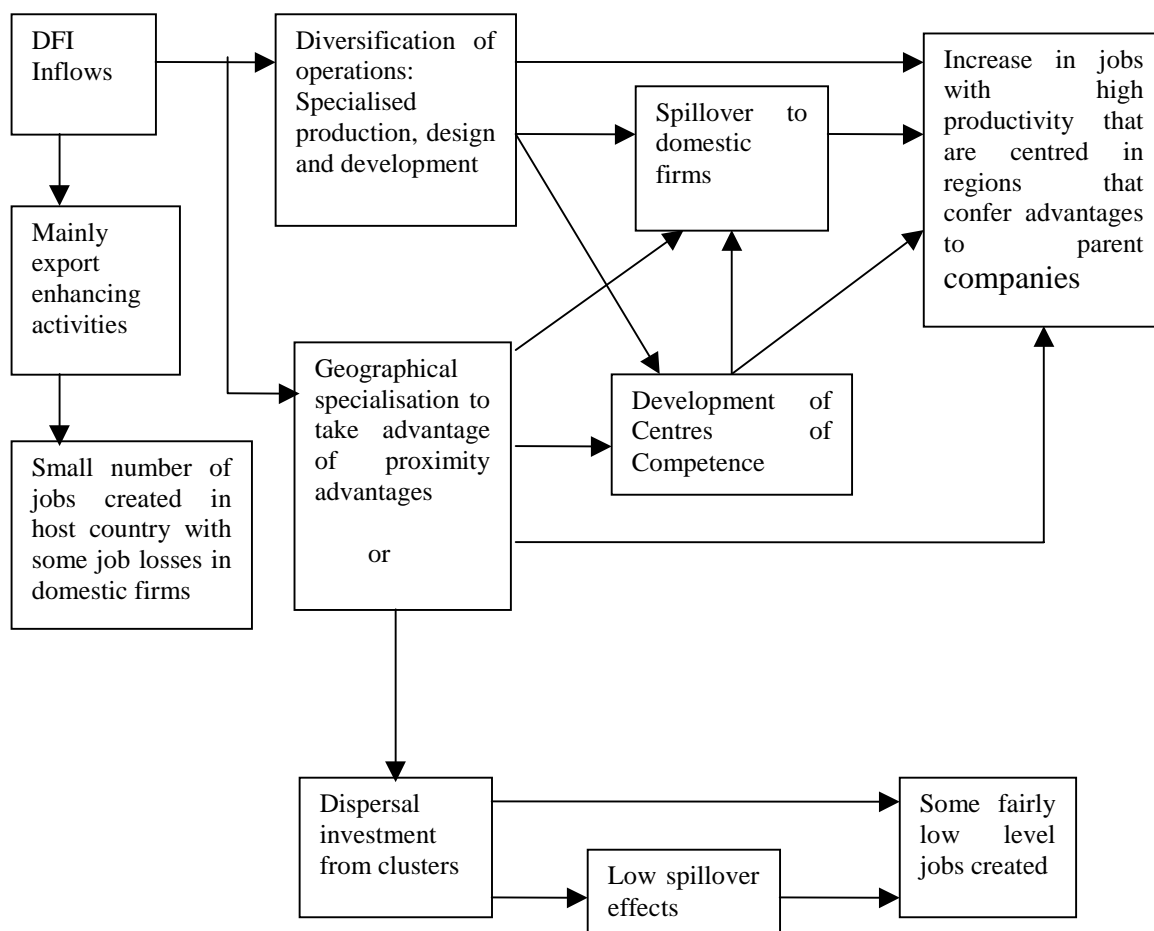 DFI
Inflows
Diversification of
operations:
Specialised
production, design
and development
Spillover to
domestic
firms
Increase in jobs
with high
productivity that
are centred in
regions that
confer advantages
to parent
companies
Mainly
export
enhancing
activities
Geographical
specialisation to
take advantage
of proximity
advantages
or
Development of
Centres of
Competence
Small number of
jobs created in
host country with
some job losses in
domestic firms
Dispersal
investment
from clusters
Low spillover
effects
Some fairly
low level
jobs created